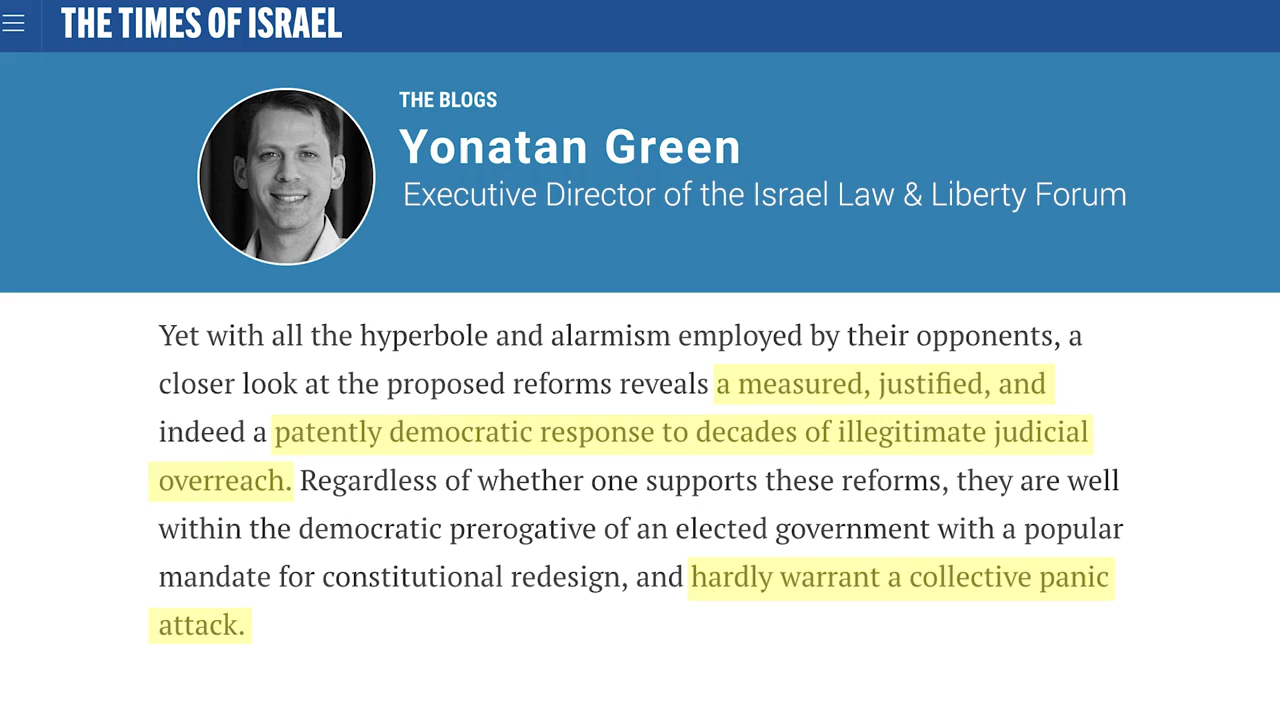 THE TIMES OF ISRAEL
THE BLOGS
Yonatan Green
Executive Director of the Israel Law & Liberty Forum
Yet with all the hyperbole and alarmism employed by their opponents, a
closer look at the proposed reforms reveals a measured, justified, and
indeed a patently democratic response to decades of illegitimate judicial
overreach. Regardless of whether one supports these reforms, they are well
within the democratic prerogative of an elected government with a popular
mandate for constitutional redesign, and hardly warrant a collective panic
attack.